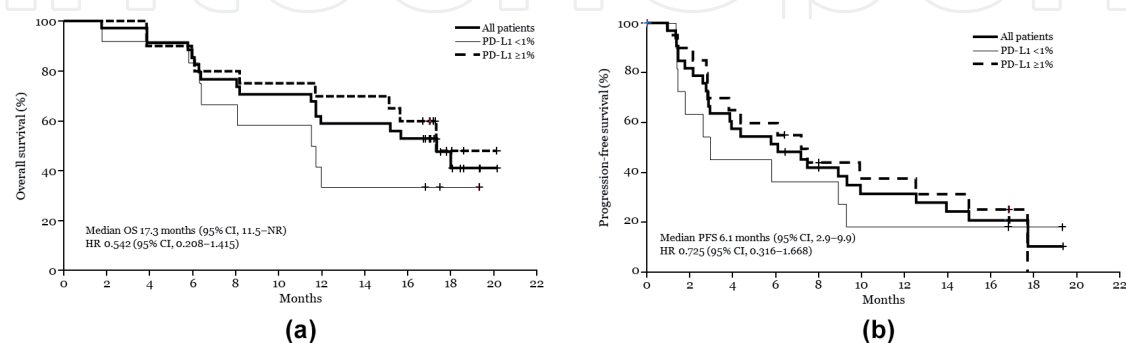 100
80
60
40
20
0
Overall survival (%)
All patients
PD-L1 <1%
PD-L1 ≥1%
Median OS 17.3 months (95% CI, 11.5–NR)
HR 0.542 (95% CI, 0.208–1.415)
0 2 4 6 8 10 12 14 16 18 20 22
Months
(a)
100
80
60
40
20
0
Progression-free survival (%)
All patients
PD-L1 <1%
PD-L1 ≥1%
Median PFS 6.1 months (95% CI, 2.9–9.9)
HR 0.725 (95% CI, 0.316–1.668)
0 2 4 6 8 10 12 14 16 18 20 22
Months
(b)